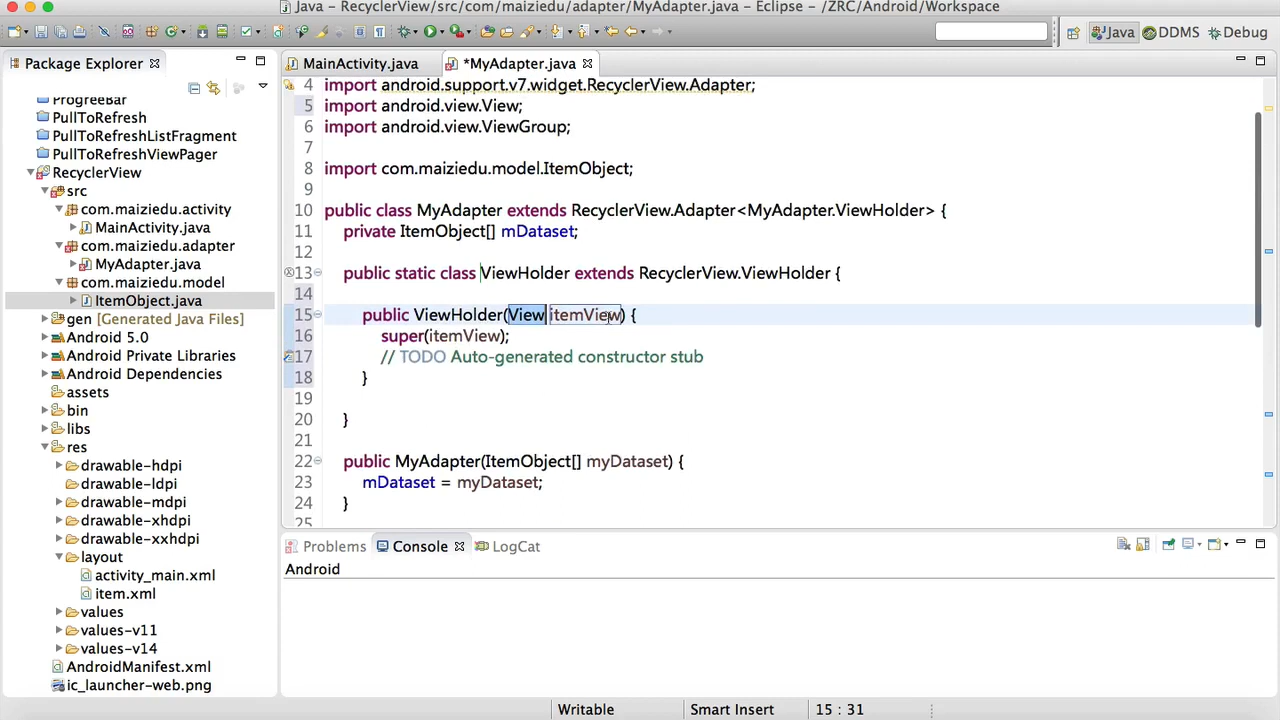 Java – RecyclerView/src/com/maiziedu/adapter/MyAdapter.java – Eclipse – /ZRC/Android/Workspace
Java DDMS Debug
Package Explorer
ProgreeBar
PullToRefresh
PullToRefreshListFragment
PullToRefreshViewPager
RecyclerView
src
com.maiziedu.activity
MainActivity.java
com.maiziedu.adapter
MyAdapter.java
com.maiziedu.model
ItemObject.java
gen [Generated Java Files]
Android 5.0
Android Private Libraries
Android Dependencies
assets
bin
libs
res
drawable-hdpi
drawable-ldpi
drawable-mdpi
drawable-xhdpi
drawable-xxhdpi
layout
activity_main.xml
item.xml
values
values-v11
values-v14
AndroidManifest.xml
ic_launcher-web.png
MainActivity.java *MyAdapter.java
4 import android.support.v7.widget.RecyclerView.Adapter;
5 import android.view.View;
6 import android.view.ViewGroup;
7
8 import com.maiziedu.model.ItemObject;
9
10 public class MyAdapter extends RecyclerView.Adapter<MyAdapter.ViewHolder> {
11 private ItemObject[] mDataset;
12
13 public static class ViewHolder extends RecyclerView.ViewHolder {
14
15 public ViewHolder(View itemView) {
16 super(itemView);
17 // TODO Auto-generated constructor stub
18 }
19
20 }
21
22 public MyAdapter(ItemObject[] myDataset) {
23 mDataset = myDataset;
24 }
25
Problems Console LogCat
Android
Writable Smart Insert 15 : 31